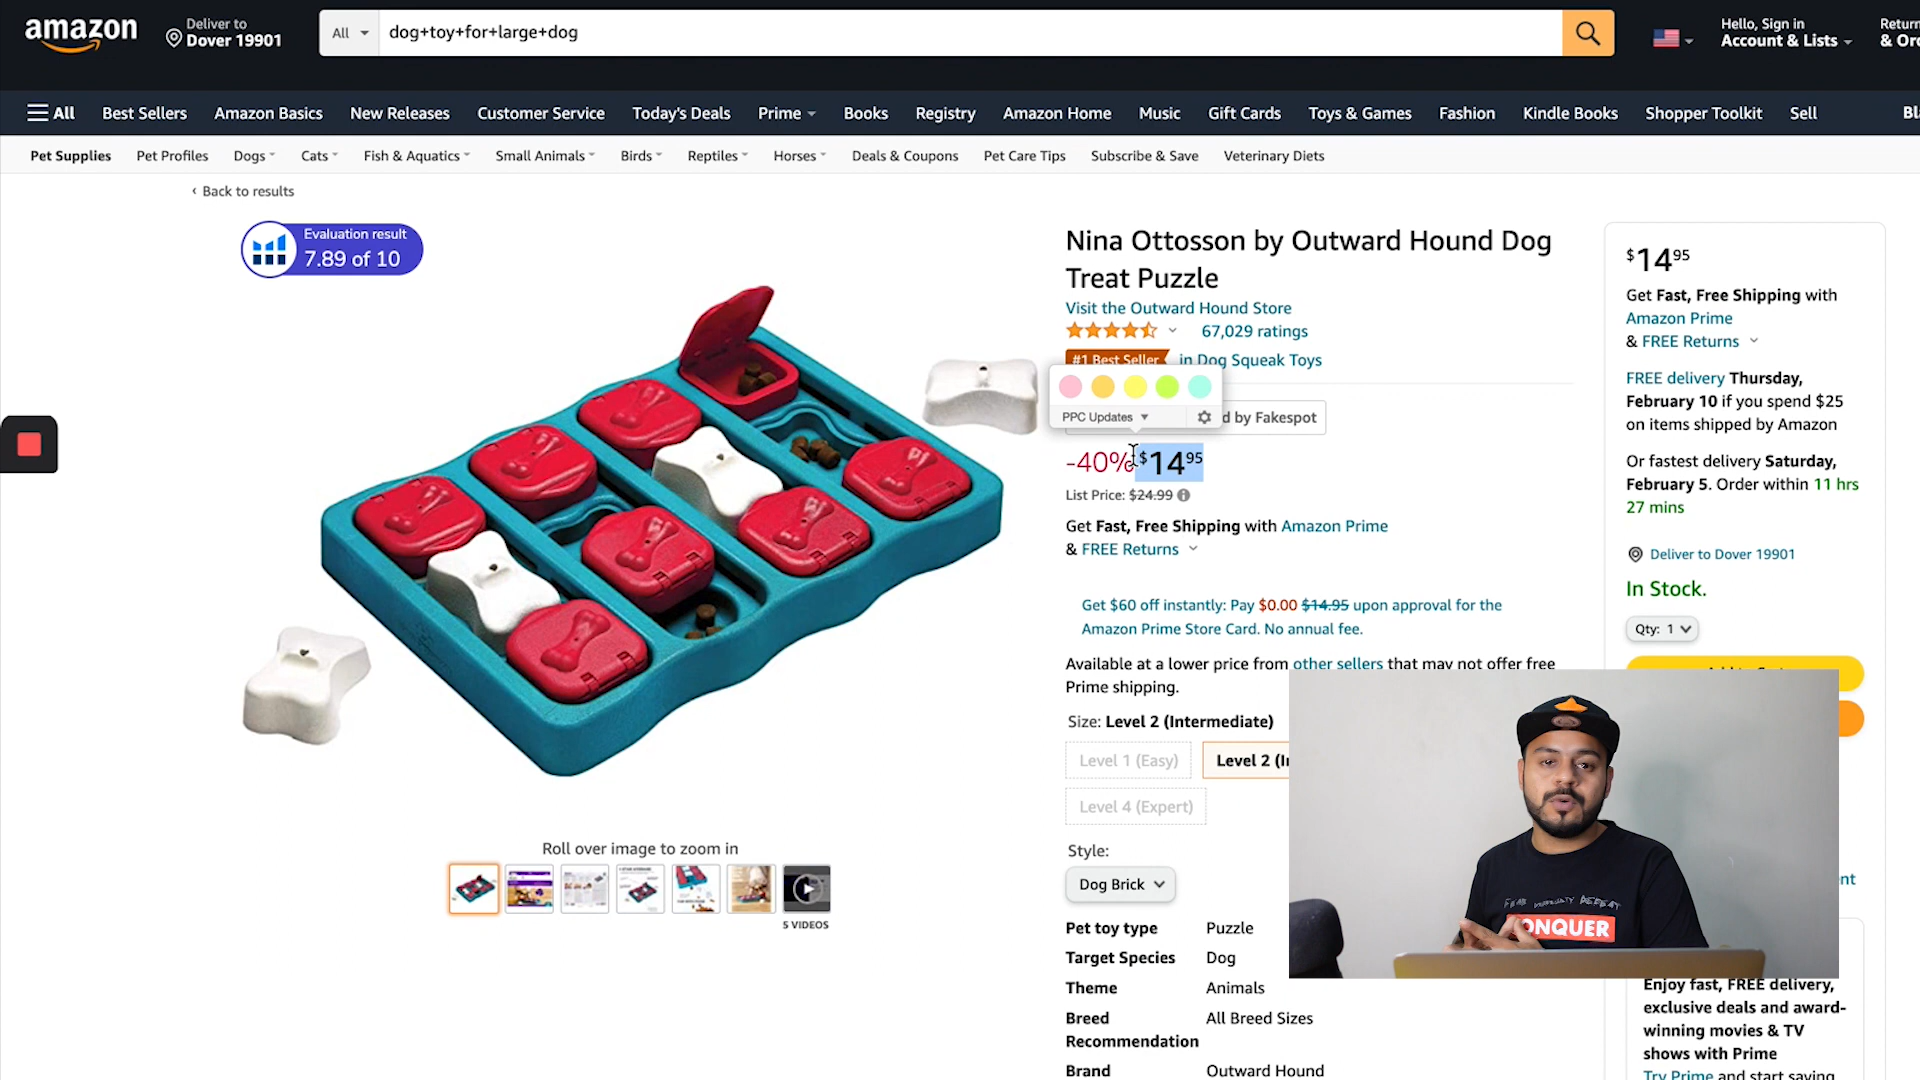 amazon
Deliver to
Dover 19901
All
dog+toy+for+large+dog
Hello, Sign in
Account & Lists
Return
& Ord
All
Best Sellers
Amazon Basics
New Releases
Customer Service
Today's Deals
Prime
Books
Registry
Amazon Home
Music
Gift Cards
Toys & Games
Fashion
Kindle Books
Shopper Toolkit
Sell
Pet Supplies
Pet Profiles
Dogs
Cats
Fish & Aquatics
Small Animals
Birds
Reptiles
Horses
Deals & Coupons
Pet Care Tips
Subscribe & Save
Veterinary Diets
‹ Back to results
Evaluation result
7.89 of 10
Roll over image to zoom in
5 VIDEOS
Nina Ottosson by Outward Hound Dog
Treat Puzzle
Visit the Outward Hound Store
67,029 ratings
#1 Best Seller
in Dog Squeak Toys
PPC Updates
d by Fakespot
-40% $14 95
List Price: $24.99
Get Fast, Free Shipping with Amazon Prime
& FREE Returns
Get $60 off instantly: Pay $0.00 $14.95 upon approval for the
Amazon Prime Store Card. No annual fee.
Available at a lower price from other sellers that may not offer free
Prime shipping.
Size: Level 2 (Intermediate)
Level 1 (Easy)
Level 2 (I
Level 4 (Expert)
Style:
Dog Brick
Pet toy type Puzzle
Target Species Dog
Theme Animals
Breed All Breed Sizes
Recommendation
Brand Outward Hound
$14 95
Get Fast, Free Shipping with
Amazon Prime
& FREE Returns
FREE delivery Thursday,
February 10 if you spend $25
on items shipped by Amazon
Or fastest delivery Saturday,
February 5. Order within 11 hrs
27 mins
Deliver to Dover 19901
In Stock.
Qty: 1
ONQUER
nt
Enjoy fast, FREE delivery,
exclusive deals and award-
winning movies & TV
shows with Prime
Try Prime and start saving